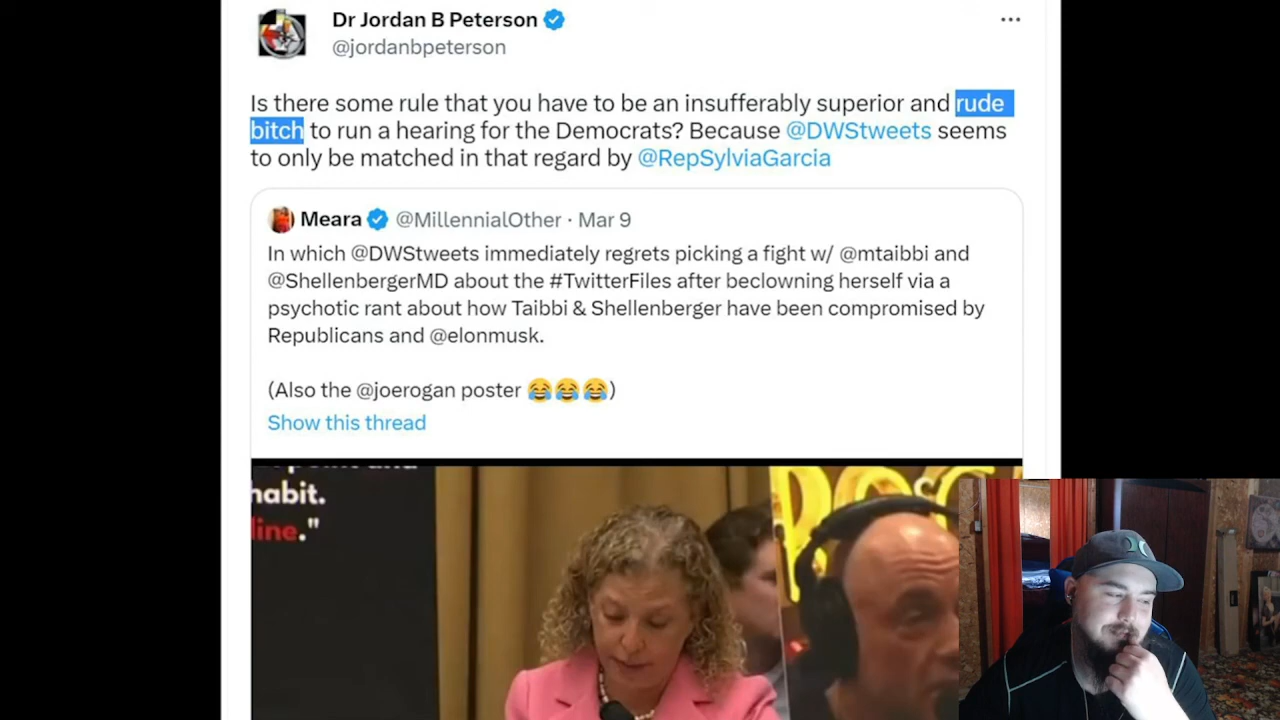 Dr Jordan B Peterson
@jordanbpeterson
Is there some rule that you have to be an insufferably superior and rude
bitch to run a hearing for the Democrats? Because @DWStweets seems
to only be matched in that regard by @RepSylviaGarcia
Meara @MillennialOther · Mar 9
In which @DWStweets immediately regrets picking a fight w/ @mtaibbi and
@ShellenbergerMD about the #TwitterFiles after beclowning herself via a
psychotic rant about how Taibbi & Shellenberger have been compromised by
Republicans and @elonmusk.
(Also the @joerogan poster 😂😂😂)
Show this thread
habit.
line."